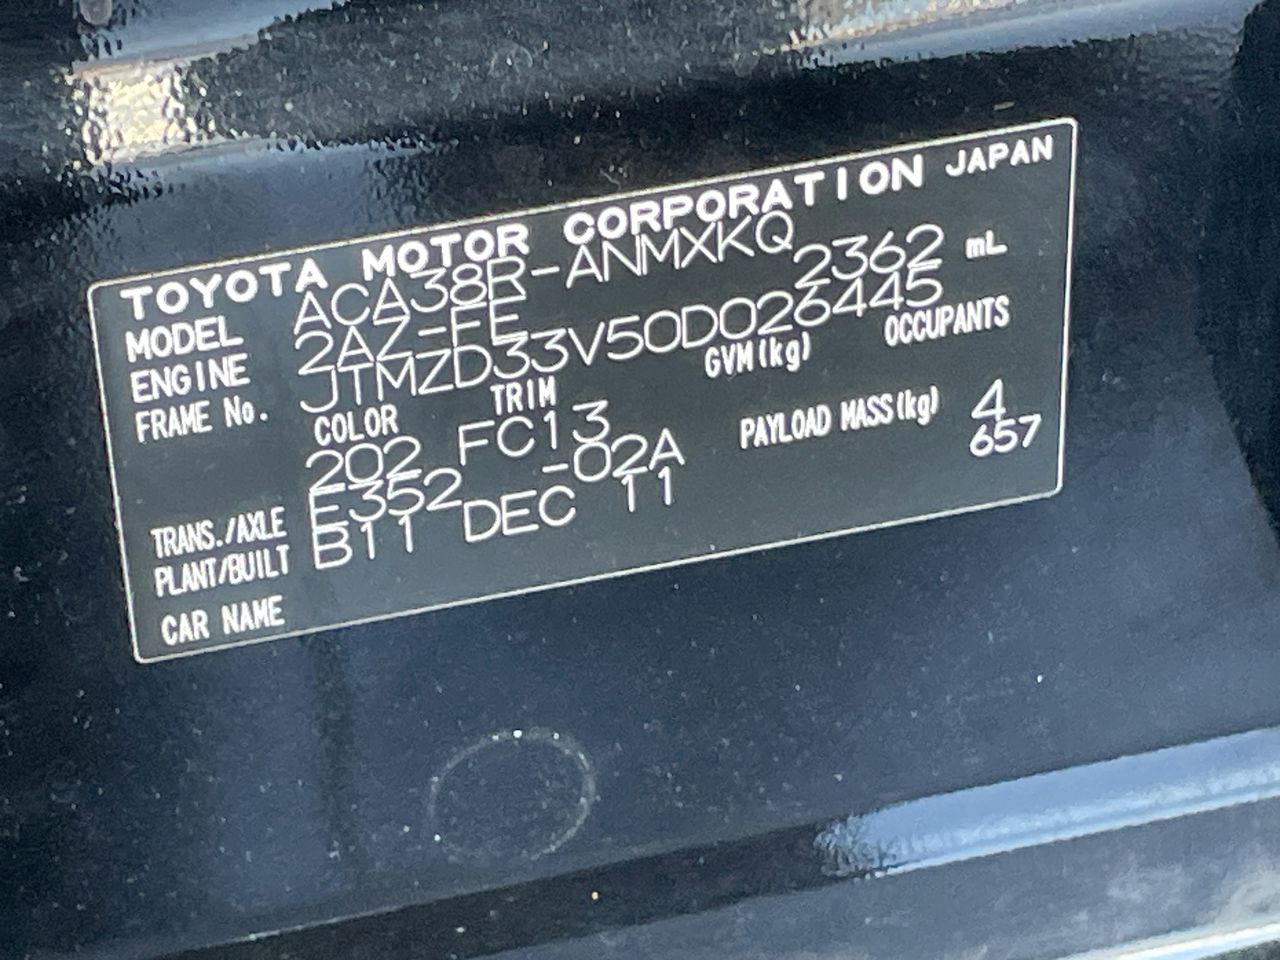 TOYOTA MOTOR CORPORATION JAPAN
MODEL ACA38R-ANMXKQ
ENGINE 2AZ-FE 2362 mL
FRAME No. JTMZD33V50D026445
COLOR TRIM GVM(kg) OCCUPANTS
202 FC13 4
PAYLOAD MASS(kg) 657
TRANS./AXLE E352 -02A
PLANT/BUILT B11 DEC 11
CAR NAME